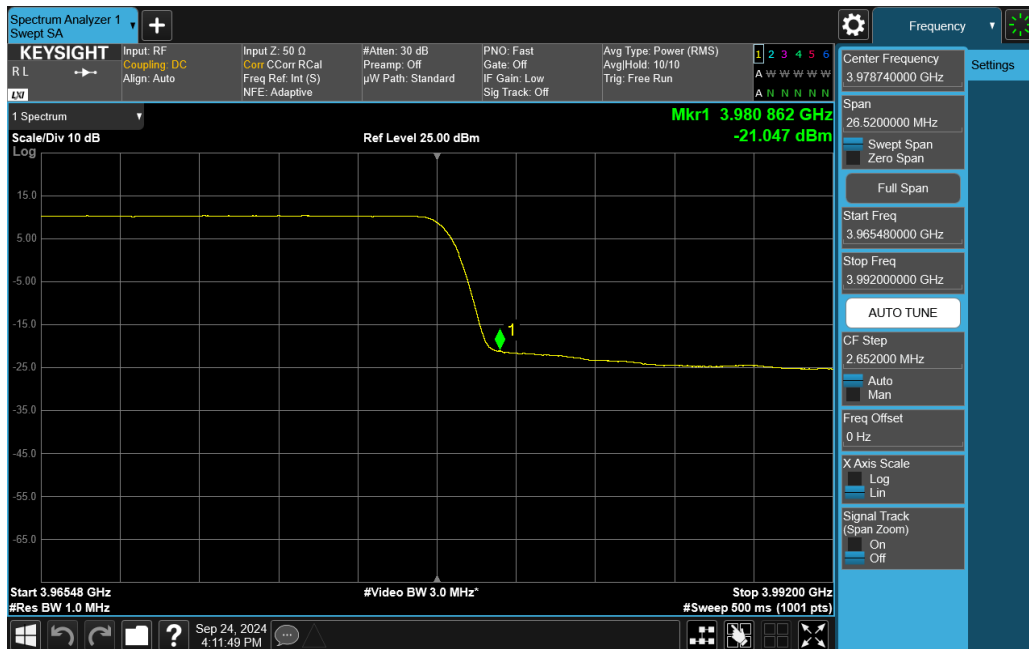 Spectrum Analyzer 1
Swept SA
Frequency
KEYSIGHT
R L
LXI
Input: RF
Coupling: DC
Align: Auto
Input Z: 50 Ω
Corr CCorr RCal
Freq Ref: Int (S)
NFE: Adaptive
#Atten: 30 dB
Preamp: Off
µW Path: Standard
PNO: Fast
Gate: Off
IF Gain: Low
Sig Track: Off
Avg Type: Power (RMS)
Avg|Hold: 10/10
Trig: Free Run
1 2 3 4 5 6
A W W W W W
A N N N N N
1 Spectrum
Scale/Div 10 dB
Log
Ref Level 25.00 dBm
Mkr1 3.980 862 GHz
-21.047 dBm
15.0
5.00
-5.00
-15.0
-25.0
-35.0
-45.0
-55.0
-65.0
1
Start 3.96548 GHz
#Res BW 1.0 MHz
#Video BW 3.0 MHz*
Stop 3.99200 GHz
#Sweep 500 ms (1001 pts)
Sep 24, 2024
4:11:49 PM
Center Frequency
3.978740000 GHz
Span
26.5200000 MHz
Swept Span
Zero Span
Full Span
Start Freq
3.965480000 GHz
Stop Freq
3.992000000 GHz
AUTO TUNE
CF Step
2.652000 MHz
Auto
Man
Freq Offset
0 Hz
X Axis Scale
Log
Lin
Signal Track
(Span Zoom)
On
Off
Settings